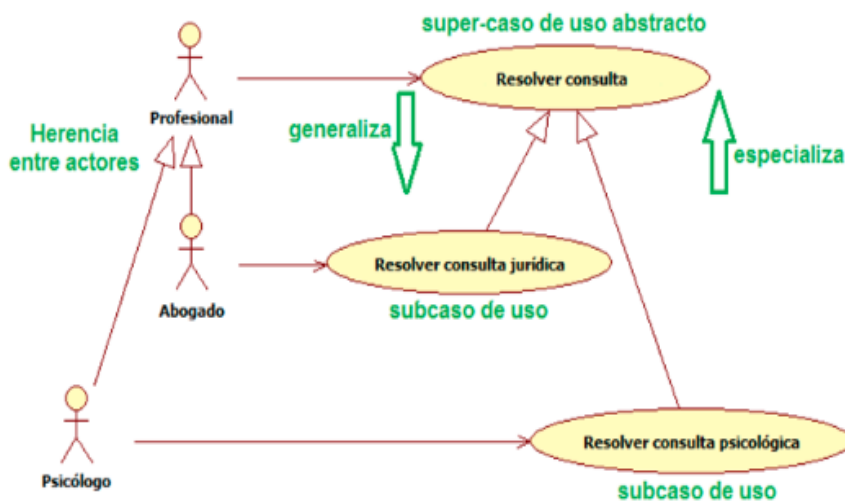 super-caso de uso abstracto
Resolver consulta
Profesional
generaliza
Herencia
entre actores
especializa
Resolver consulta jurídica
Abogado
subcaso de uso
Resolver consulta psicológica
Psicólogo
subcaso de uso